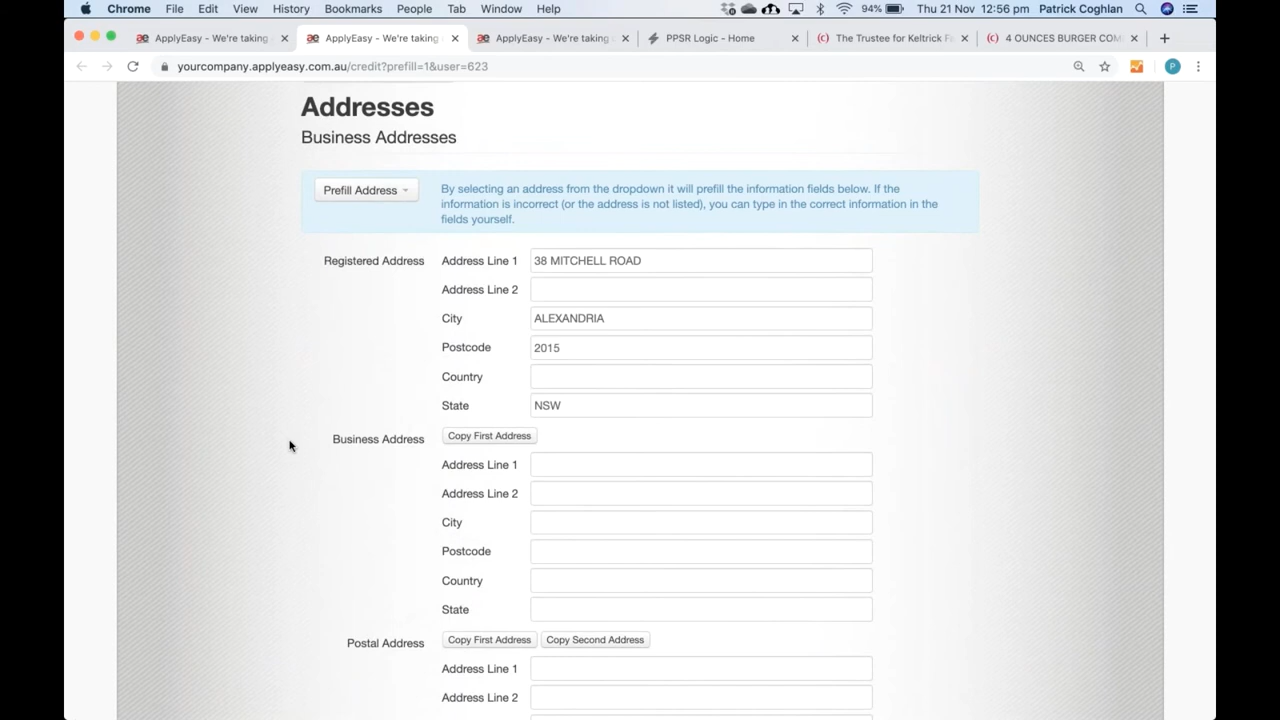 Chrome File Edit View History Bookmarks People Tab Window Help 94% Thu 21 Nov 12:56 pm Patrick Coghlan
ApplyEasy - We're taking ApplyEasy - We're taking ApplyEasy - We're taking PPSR Logic - Home The Trustee for Keltrick F 4 OUNCES BURGER COM
yourcompany.applyeasy.com.au/credit?prefill=1&user=623 P
Addresses
Business Addresses
Prefill Address
By selecting an address from the dropdown it will prefill the information fields below. If the
information is incorrect (or the address is not listed), you can type in the correct information in the
fields yourself.
Registered Address Address Line 1 38 MITCHELL ROAD
Address Line 2
City ALEXANDRIA
Postcode 2015
Country
State NSW
Business Address Copy First Address
Address Line 1
Address Line 2
City
Postcode
Country
State
Postal Address Copy First Address Copy Second Address
Address Line 1
Address Line 2